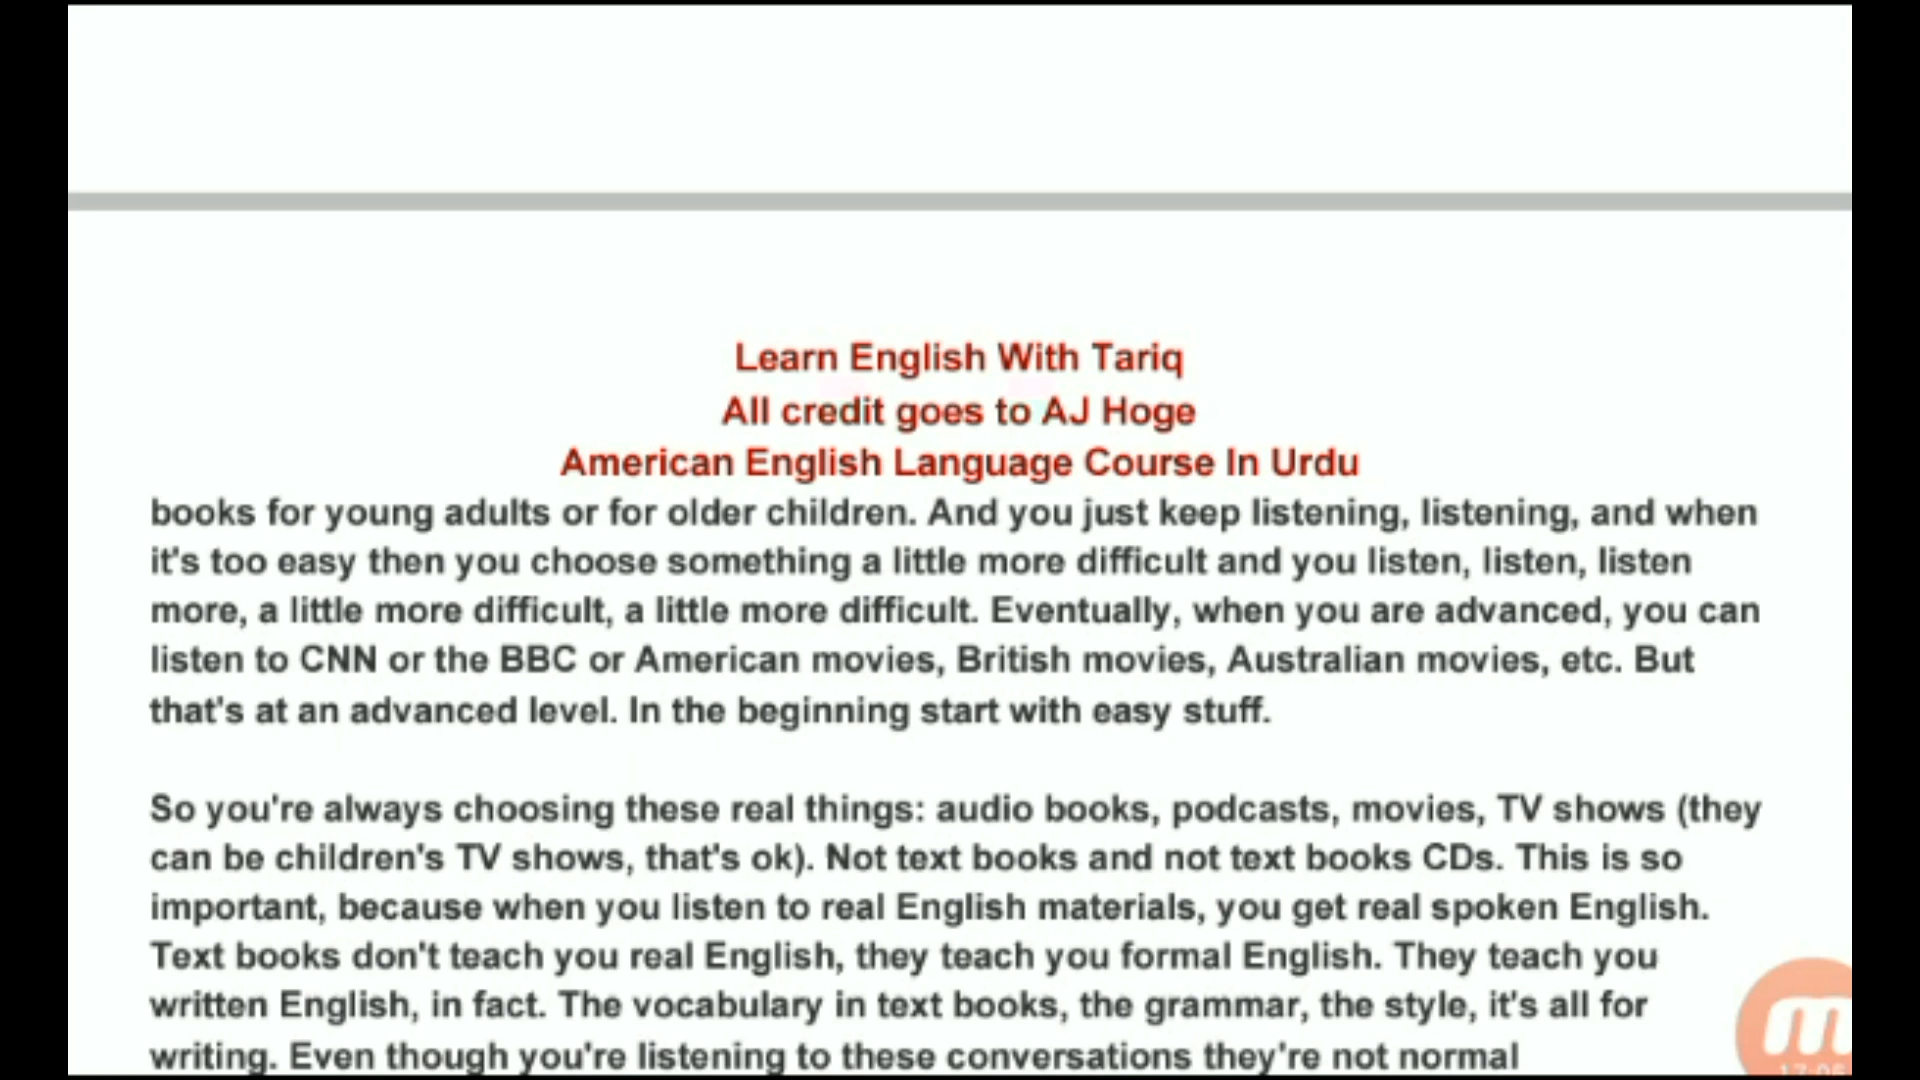 Learn English With Tariq
All credit goes to AJ Hoge
American English Language Course In Urdu
books for young adults or for older children. And you just keep listening, listening, and when
it's too easy then you choose something a little more difficult and you listen, listen, listen
more, a little more difficult, a little more difficult. Eventually, when you are advanced, you can
listen to CNN or the BBC or American movies, British movies, Australian movies, etc. But
that's at an advanced level. In the beginning start with easy stuff.
So you're always choosing these real things: audio books, podcasts, movies, TV shows (they
can be children's TV shows, that's ok). Not text books and not text books CDs. This is so
important, because when you listen to real English materials, you get real spoken English.
Text books don't teach you real English, they teach you formal English. They teach you
written English, in fact. The vocabulary in text books, the grammar, the style, it's all for
writing. Even though you're listening to these conversations they're not normal
m